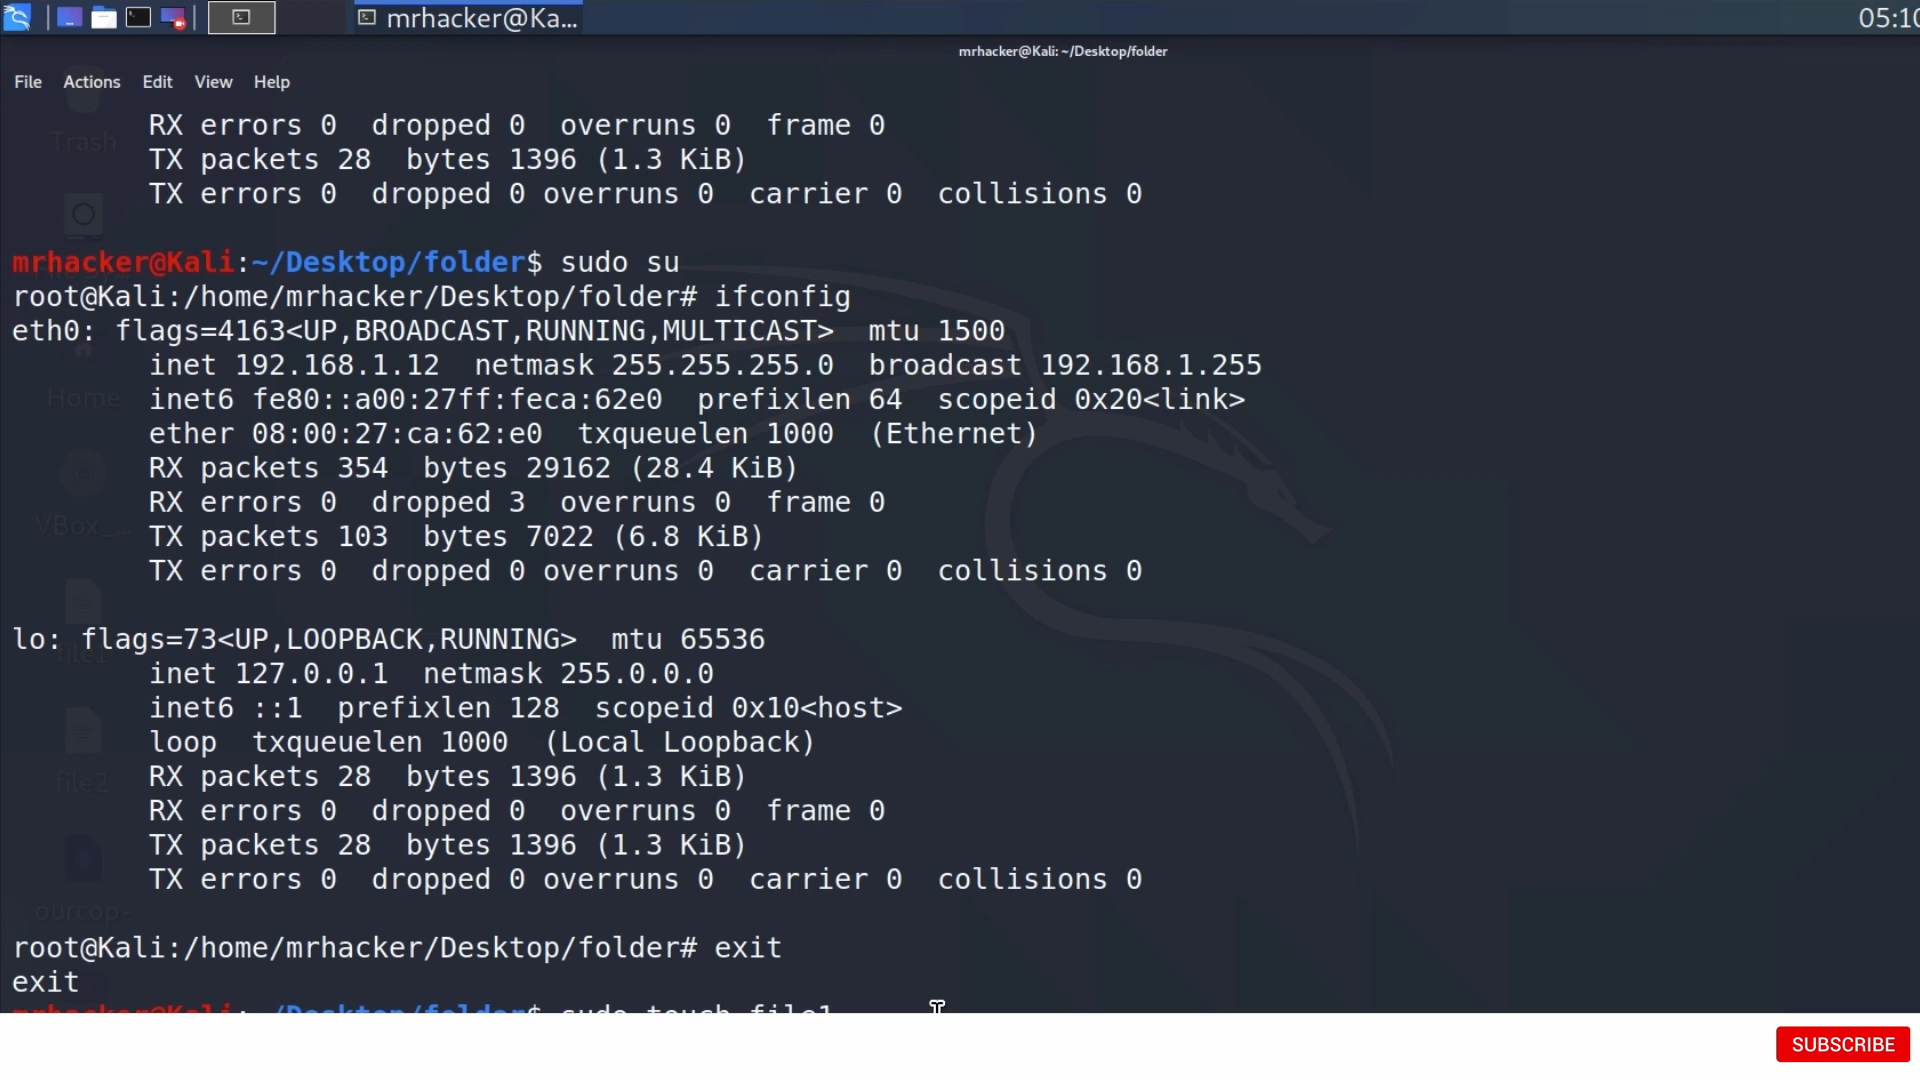 mrhacker@Ka...
05:10
mrhacker@Kali: ~/Desktop/folder
File Actions Edit View Help
RX errors 0 dropped 0 overruns 0 frame 0
Trash
TX packets 28 bytes 1396 (1.3 KiB)
TX errors 0 dropped 0 overruns 0 carrier 0 collisions 0
mrhacker@Kali:~/Desktop/folder$ sudo su
root@Kali:/home/mrhacker/Desktop/folder# ifconfig
eth0: flags=4163<UP,BROADCAST,RUNNING,MULTICAST> mtu 1500
inet 192.168.1.12 netmask 255.255.255.0 broadcast 192.168.1.255
inet6 fe80::a00:27ff:feca:62e0 prefixlen 64 scopeid 0x20<link>
Home
ether 08:00:27:ca:62:e0 txqueuelen 1000 (Ethernet)
RX packets 354 bytes 29162 (28.4 KiB)
RX errors 0 dropped 3 overruns 0 frame 0
VBox_...
TX packets 103 bytes 7022 (6.8 KiB)
TX errors 0 dropped 0 overruns 0 carrier 0 collisions 0
lo: flags=73<UP,LOOPBACK,RUNNING> mtu 65536
file1
inet 127.0.0.1 netmask 255.0.0.0
inet6 ::1 prefixlen 128 scopeid 0x10<host>
loop txqueuelen 1000 (Local Loopback)
RX packets 28 bytes 1396 (1.3 KiB)
file2
RX errors 0 dropped 0 overruns 0 frame 0
TX packets 28 bytes 1396 (1.3 KiB)
TX errors 0 dropped 0 overruns 0 carrier 0 collisions 0
ourcop-
root@Kali:/home/mrhacker/Desktop/folder# exit
exit
mrhacker@Kali:~/Desktop/folder$ sudo touch file1
SUBSCRIBE